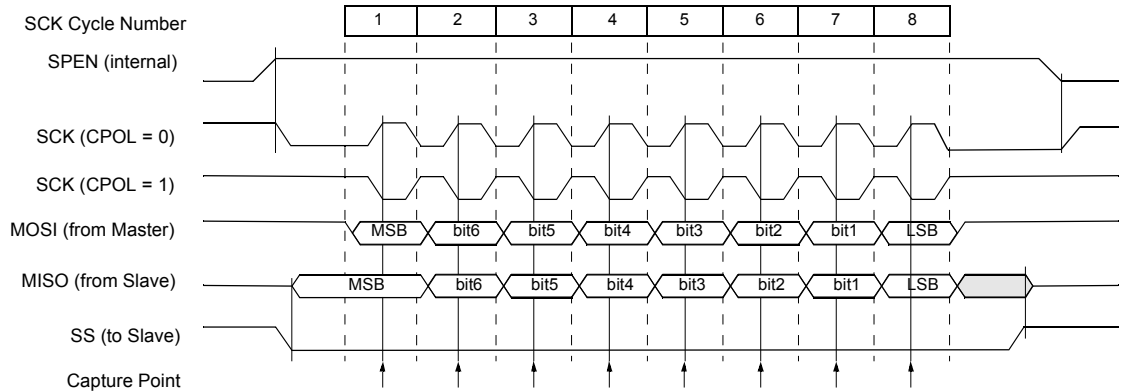 SCK Cycle Number 1 2 3 4 5 6 7 8
SPEN (internal)
SCK (CPOL = 0)
SCK (CPOL = 1)
MOSI (from Master) MSB bit6 bit5 bit4 bit3 bit2 bit1 LSB
MISO (from Slave) MSB bit6 bit5 bit4 bit3 bit2 bit1 LSB
SS (to Slave)
Capture Point